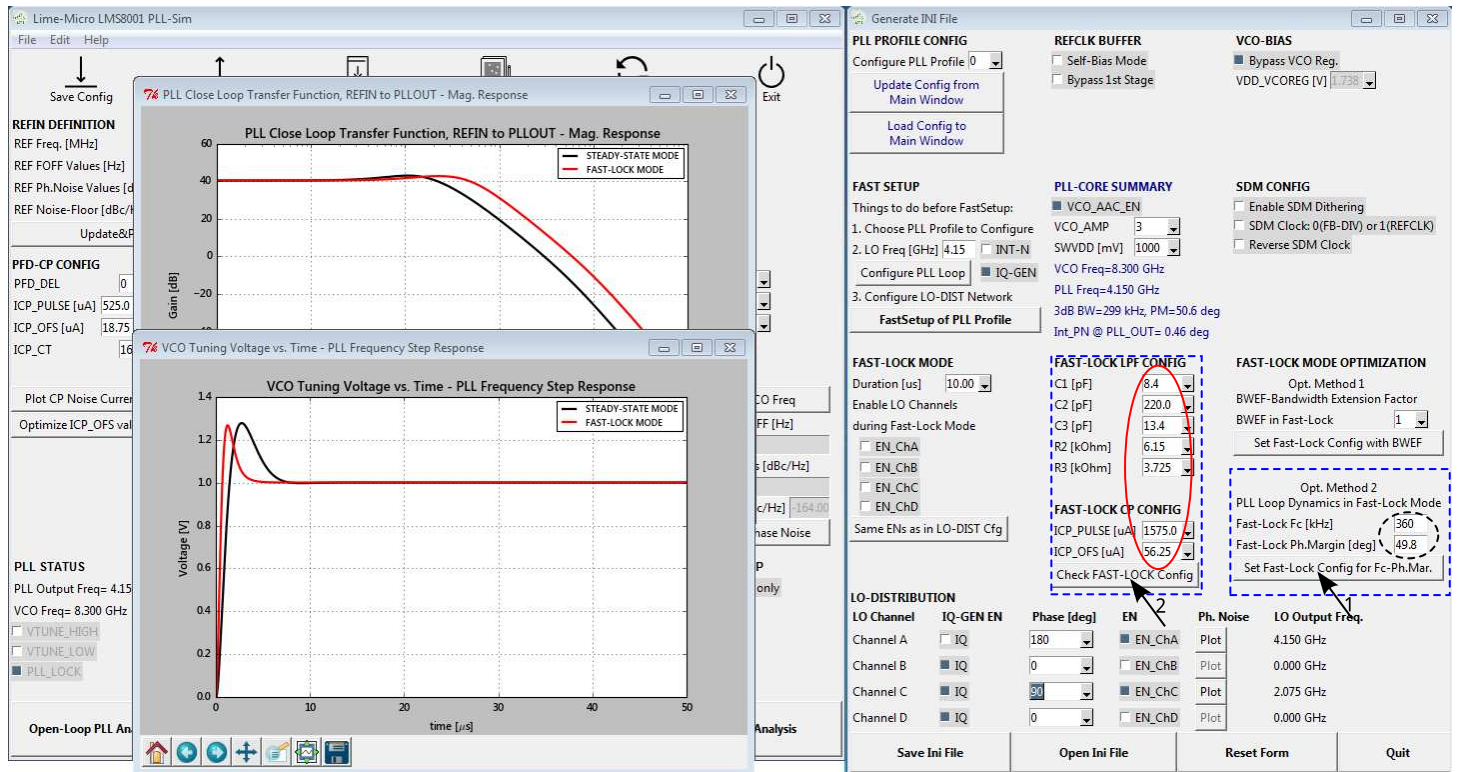 Lime-Micro LMS8001 PLL-Sim
File Edit Help
Save Config
Exit
REFIN DEFINITION
REF Freq. [MHz]
REF FOFF Values [Hz]
REF Ph.Noise Values [d
REF Noise-Floor [dBc/H
Update&P
PFD-CP CONFIG
PFD_DEL 0
ICP_PULSE [uA] 525.0
ICP_OFS [uA] 18.75
ICP_CT 16
Plot CP Noise Curren
Optimize ICP_OFS val
CO Freq
FF [Hz]
s [dBc/Hz]
c/Hz] -164.00
hase Noise
PLL STATUS
PLL Output Freq= 4.15
VCO Freq= 8.300 GHz
VTUNE_HIGH
VTUNE_LOW
PLL_LOCK
P
only
Open-Loop PLL An
Analysis
PLL Close Loop Transfer Function, REFIN to PLLOUT - Mag. Response
PLL Close Loop Transfer Function, REFIN to PLLOUT - Mag. Response
STEADY-STATE MODE
FAST-LOCK MODE
Gain [dB]
60
40
20
0
−20
VCO Tuning Voltage vs. Time - PLL Frequency Step Response
VCO Tuning Voltage vs. Time - PLL Frequency Step Response
STEADY-STATE MODE
FAST-LOCK MODE
Voltage [V]
1.4
1.2
1.0
0.8
0.6
0.4
0.2
0.0
0 10 20 30 40 50
time [μs]
Generate INI File
PLL PROFILE CONFIG
Configure PLL Profile 0
Update Config from
Main Window
Load Config to
Main Window
REFCLK BUFFER
Self-Bias Mode
Bypass 1st Stage
VCO-BIAS
Bypass VCO Reg.
VDD_VCOREG [V] 1.738
FAST SETUP
Things to do before FastSetup:
1. Choose PLL Profile to Configure
2. LO Freq [GHz] 4.15 INT-N
Configure PLL Loop IQ-GEN
3. Configure LO-DIST Network
FastSetup of PLL Profile
PLL-CORE SUMMARY
VCO_AAC_EN
VCO_AMP 3
SWVDD [mV] 1000
VCO Freq=8.300 GHz
PLL Freq=4.150 GHz
3dB BW=299 kHz, PM=50.6 deg
Int_PN @ PLL_OUT= 0.46 deg
SDM CONFIG
Enable SDM Dithering
SDM Clock: 0(FB-DIV) or 1(REFCLK)
Reverse SDM Clock
FAST-LOCK MODE
Duration [us] 10.00
Enable LO Channels
during Fast-Lock Mode
EN_ChA
EN_ChB
EN_ChC
EN_ChD
Same ENs as in LO-DIST Cfg
FAST-LOCK LPF CONFIG
C1 [pF] 8.4
C2 [pF] 220.0
C3 [pF] 13.4
R2 [kOhm] 6.15
R3 [kOhm] 3.725
FAST-LOCK CP CONFIG
ICP_PULSE [uA] 1575.0
ICP_OFS [uA] 56.25
Check FAST-LOCK Config
2
FAST-LOCK MODE OPTIMIZATION
Opt. Method 1
BWEF-Bandwidth Extension Factor
BWEF in Fast-Lock 1
Set Fast-Lock Config with BWEF
Opt. Method 2
PLL Loop Dynamics in Fast-Lock Mode
Fast-Lock Fc [kHz] 360
Fast-Lock Ph.Margin [deg] 49.8
Set Fast-Lock Config for Fc-Ph.Mar.
1
LO-DISTRIBUTION
LO Channel IQ-GEN EN Phase [deg] EN Ph. Noise LO Output Freq.
Channel A IQ 180 EN_ChA Plot 4.150 GHz
Channel B IQ 0 EN_ChB Plot 0.000 GHz
Channel C IQ 90 EN_ChC Plot 2.075 GHz
Channel D IQ 0 EN_ChD Plot 0.000 GHz
Save Ini File Open Ini File Reset Form Quit